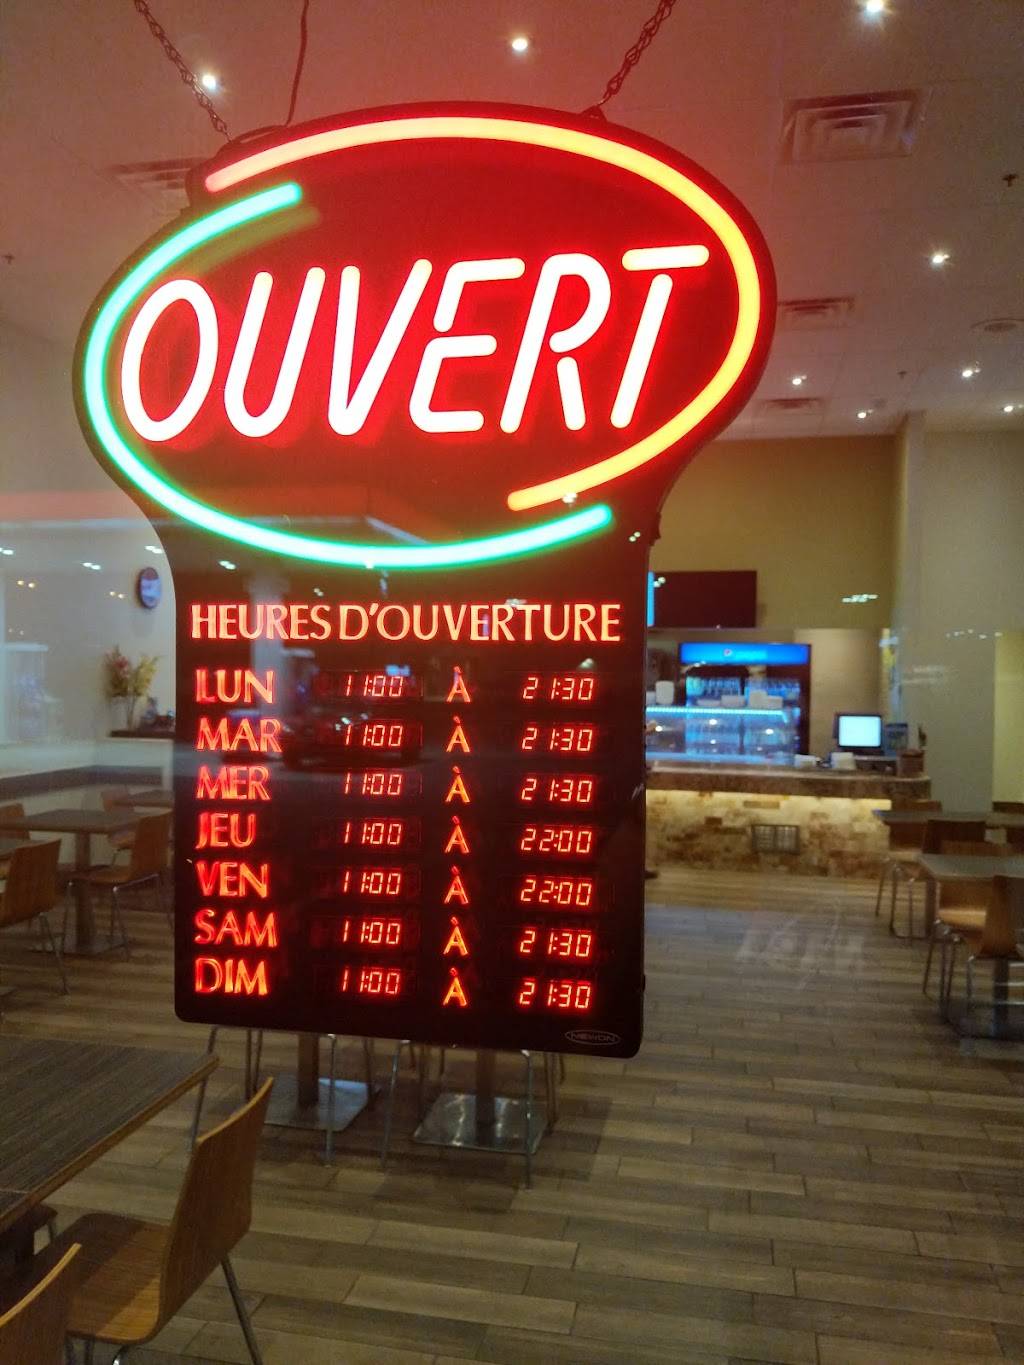 OUVERT
HEURES D'OUVERTURE
LUN 11:00 À 21:30
MAR 11:00 À 21:30
MER 11:00 À 21:30
JEU 11:00 À 22:00
VEN 11:00 À 22:00
SAM 11:00 À 21:30
DIM 11:00 À 21:30
NEWON